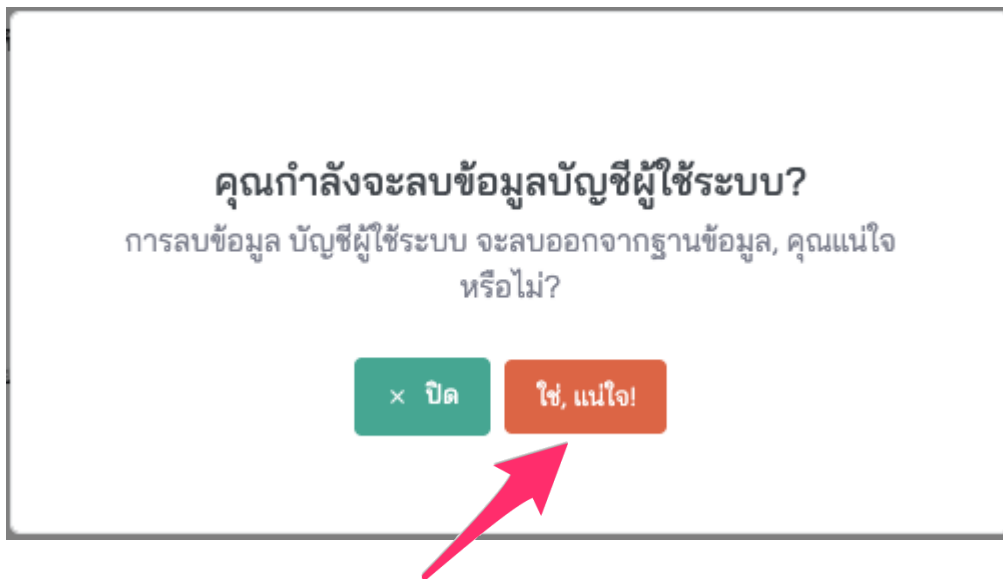 คุณกำลังจะลบข้อมูลบัญชีผู้ใช้ระบบ?
การลบข้อมูล บัญชีผู้ใช้ระบบ จะลบออกจากฐานข้อมูล, คุณแน่ใจ
หรือไม่?
× ปิด ใช่, แน่ใจ!